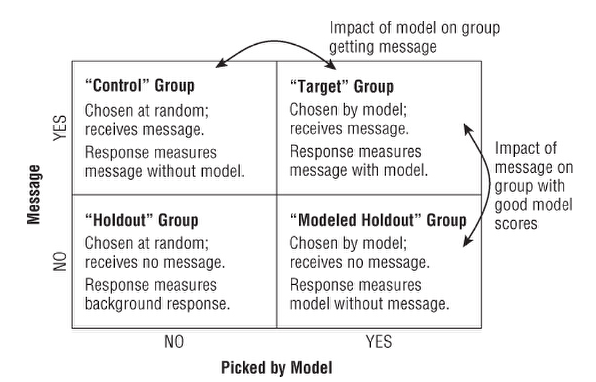 Impact of model on group
getting message
“Control” Group
Chosen at random;
receives message.
Response measures
message without model.
“Target” Group
Chosen by model;
receives message.
Response measures
message with model.
Impact of
message on
group with
good model
scores
YES
Message
NO
“Holdout” Group
Chosen at random;
receives no message.
Response measures
background response.
“Modeled Holdout” Group
Chosen by model;
receives no message.
Response measures
model without message.
NO
YES
Picked by Model